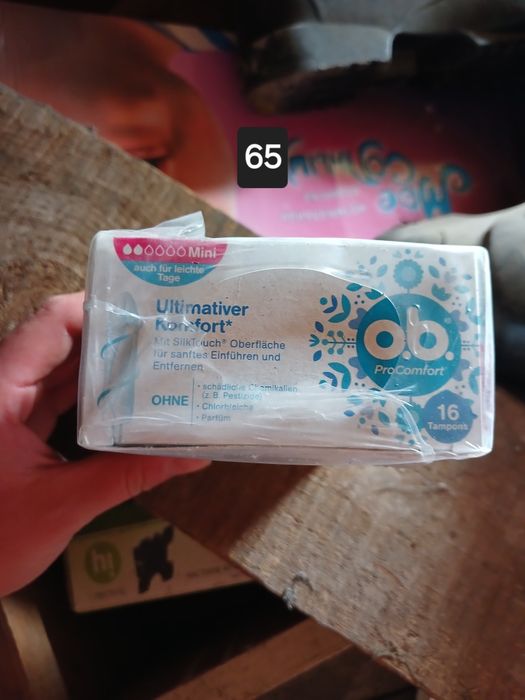 65
Mini
auch für leichte
Tage
Ultimativer
Komfort*
Mit SilkTouch® Oberfläche
für sanftes Einführen und
Entfernen
OHNE
• schädliche Chemikalien
(z. B. Pestizide)
• Chlorbleiche
• Parfüm
o.b.
ProComfort
16
Tampons
hi